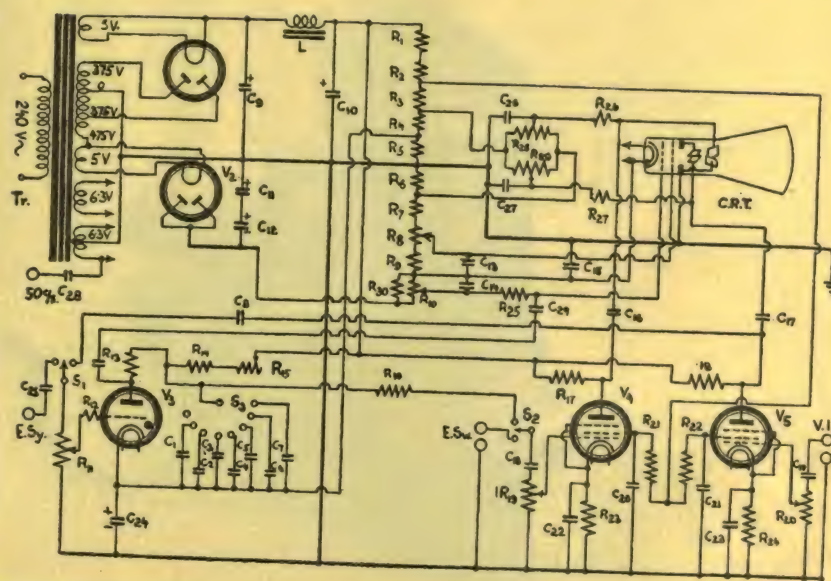 3V.
375V
0
375V
475V
5V
6·3V
6·3V
240 V~
Tr.
50%s.
C28
V2
C9
L
C10
C11
C12
R1
R2
R3
R4
R5
R6
R7
R8
R9
R10
R30
C13
C14
R25
C29
C15
C26
C27
R28
R26
R27
C.R.T.
C16
C17
C8
C25
S1
E.Sy.
R11
R12
R13
V3
C24
R14
R15
S3
C1
C2
C3
C4
C5
C6
C7
R16
S2
E.Sw.
C18
R19
R17
V4
C22
R23
C20
R21
R22
C21
18
V5
C23
R24
C19
R20
V.I